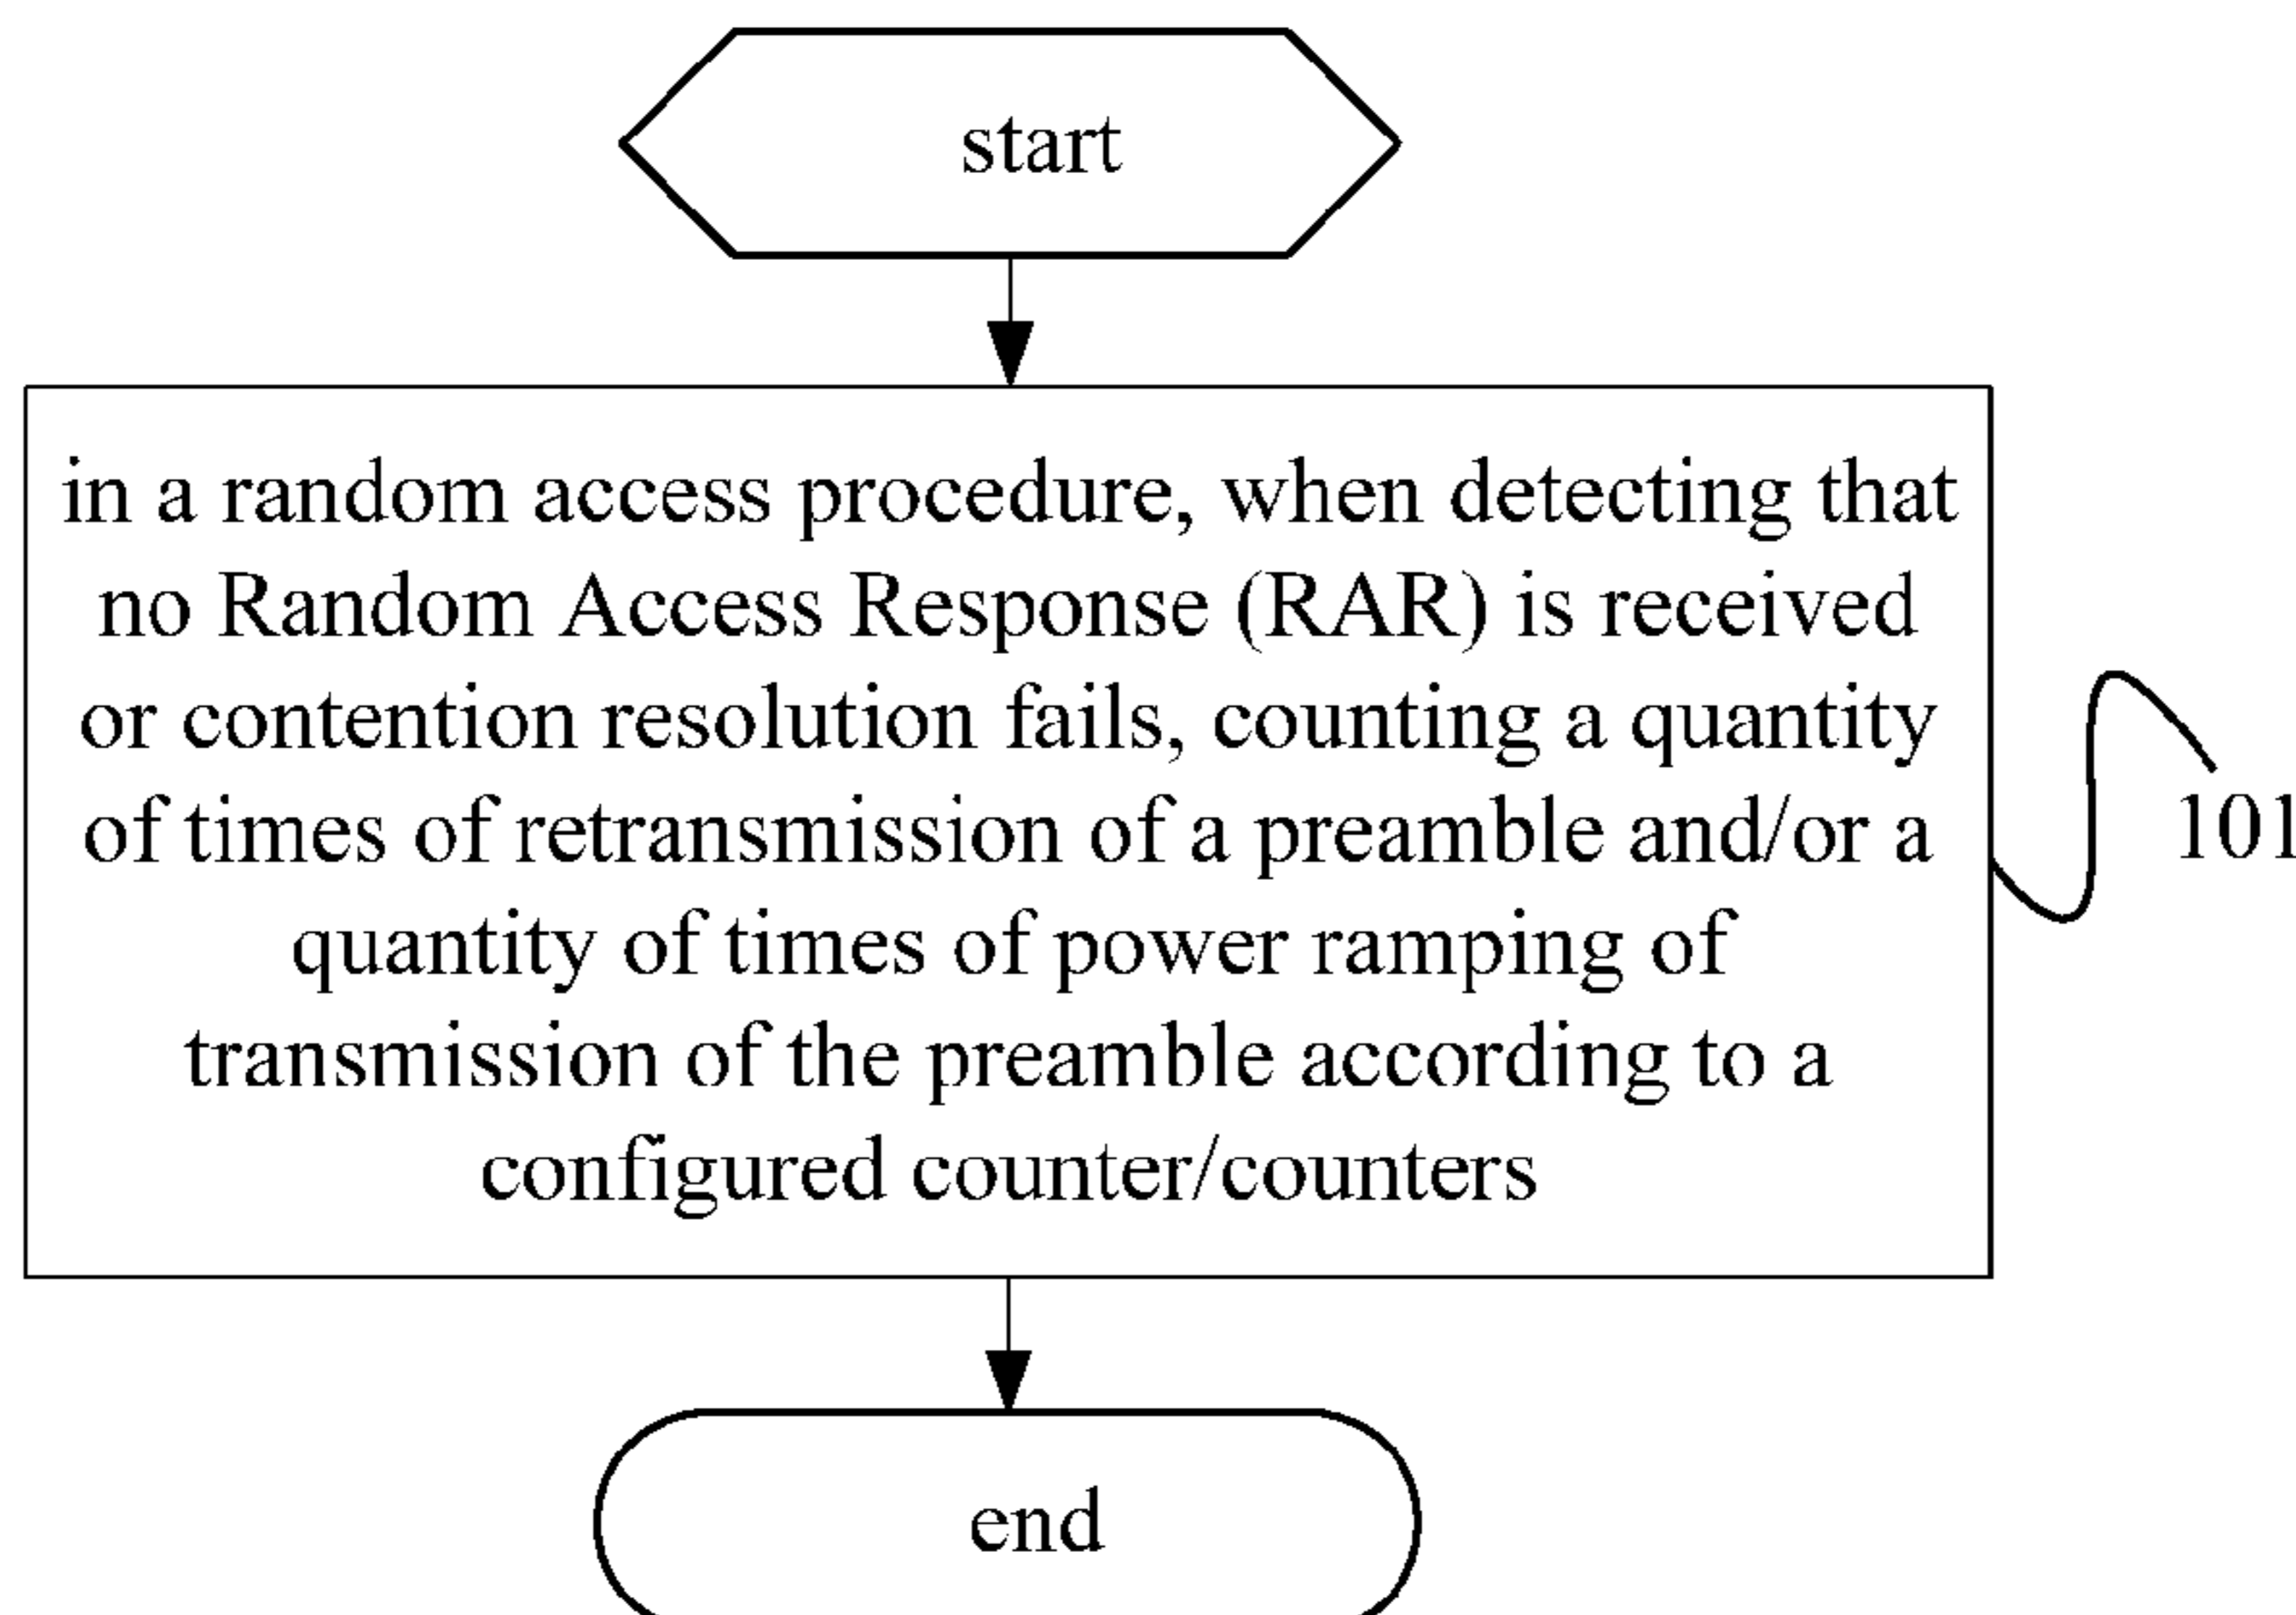 start
in a random access procedure, when detecting that
no Random Access Response (RAR) is received
or contention resolution fails, counting a quantity
of times of retransmission of a preamble and/or a
quantity of times of power ramping of
transmission of the preamble according to a
configured counter/counters
101
end